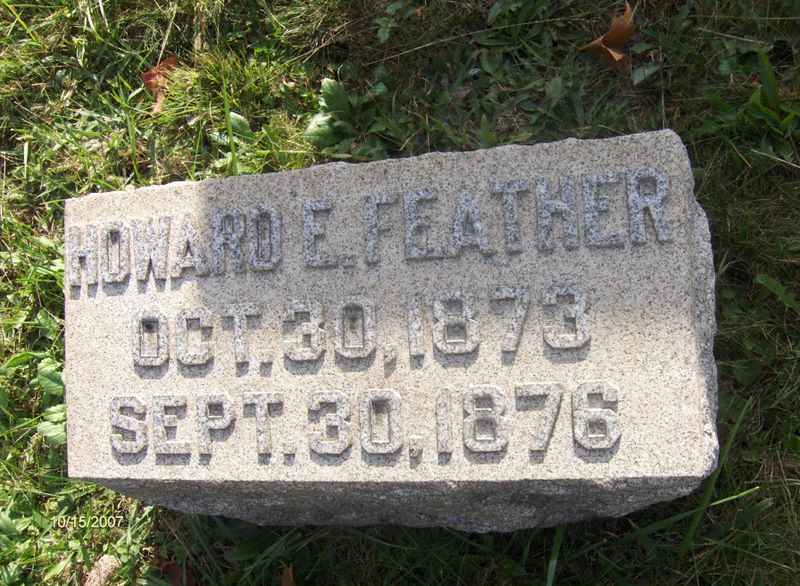 HOWARD E. FEATHER
OCT. 30, 1873
SEPT. 30, 1876
10/15/2007